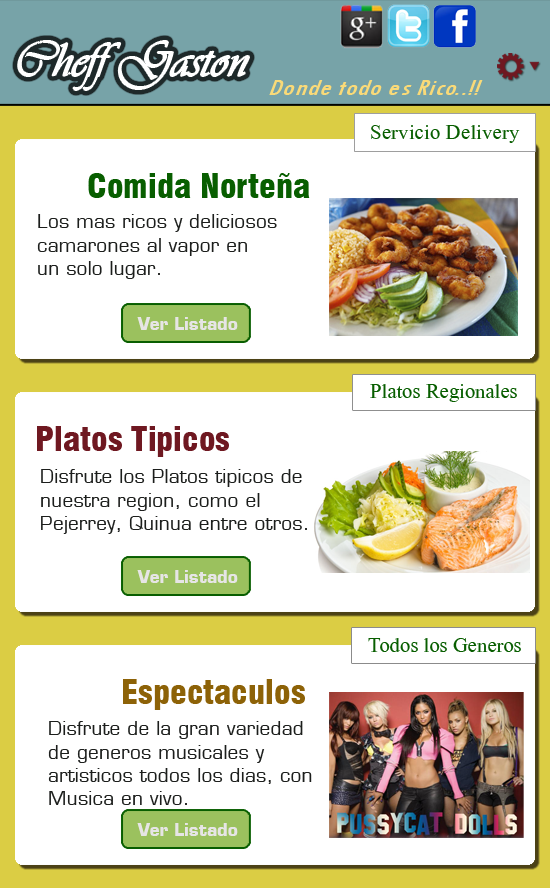 Cheff Gaston
g+
Donde todo es Rico..!!
Servicio Delivery
Comida Norteña
Los mas ricos y deliciosos
camarones al vapor en
un solo lugar.
Ver Listado
Platos Regionales
Platos Tipicos
Disfrute los Platos tipicos de
nuestra region, como el
Pejerrey, Quinua entre otros.
Ver Listado
Todos los Generos
Espectaculos
Disfrute de la gran variedad
de generos musicales y
artisticos todos los dias, con
Musica en vivo.
PUSSYCAT DOLLS
Ver Listado